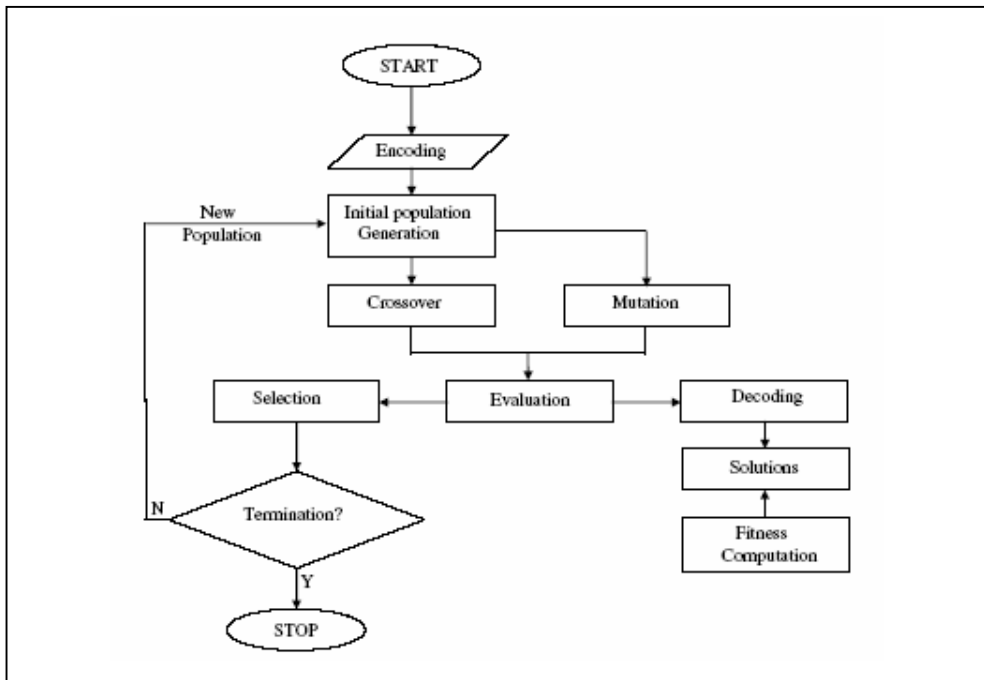 START
Encoding
New
Population
Initial population
Generation
Crossover
Mutation
Selection
Evaluation
Decoding
Solutions
N
Termination?
Fitness
Computation
Y
STOP